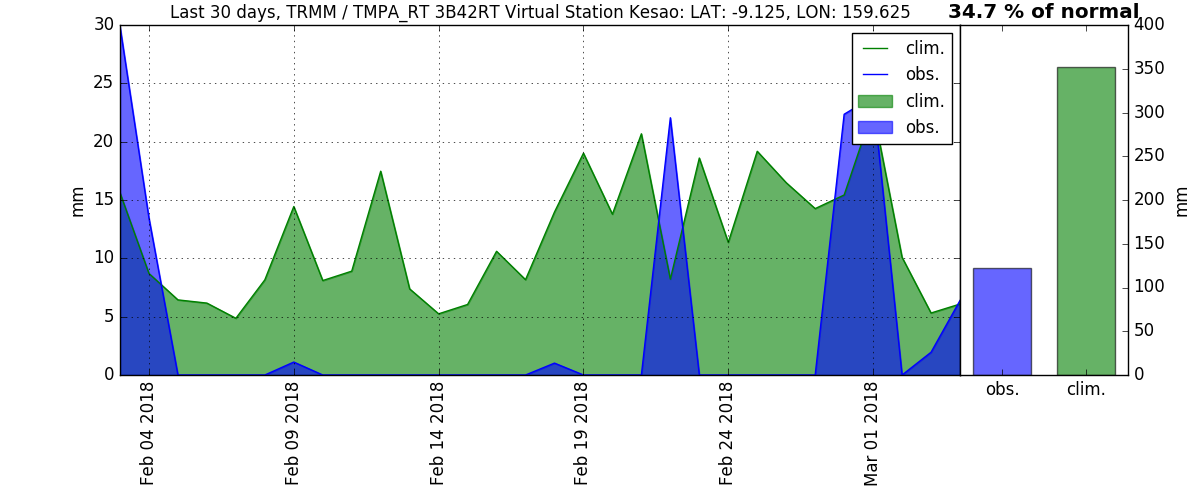 Last 30 days, TRMM / TMPA_RT 3B42RT Virtual Station Kesao: LAT: -9.125, LON: 159.625
34.7 % of normal
30
25
20
15
10
5
0
mm
clim.
obs.
clim.
obs.
400
350
300
250
200
150
100
50
0
mm
Feb 04 2018
Feb 09 2018
Feb 14 2018
Feb 19 2018
Feb 24 2018
Mar 01 2018
obs.
clim.